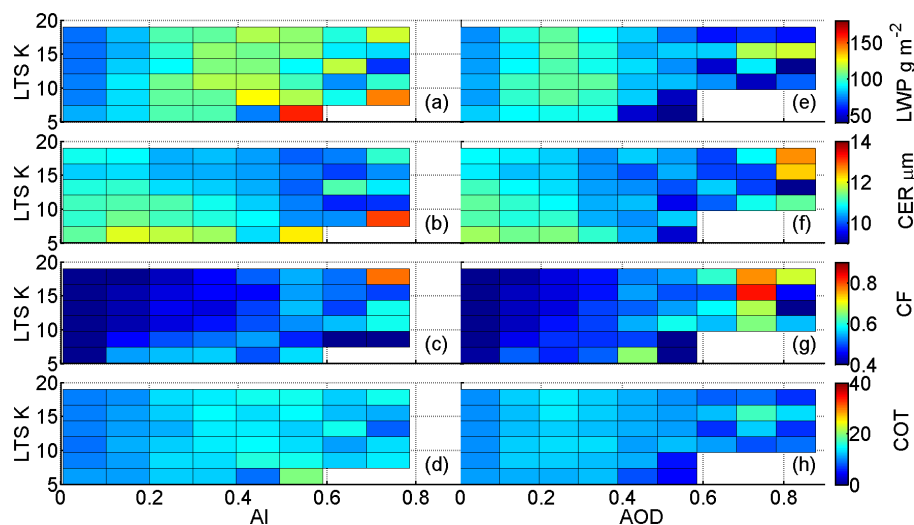 20
15
10
5
LTS K
(a)
(e)
150
100
50
LWP g m−2
20
15
10
5
LTS K
(b)
(f)
14
12
10
CER μm
20
15
10
5
LTS K
(c)
(g)
0.8
0.6
0.4
CF
20
15
10
5
LTS K
(d)
(h)
40
20
0
COT
0 0.2 0.4 0.6 0.8
AI
0 0.2 0.4 0.6 0.8
AOD